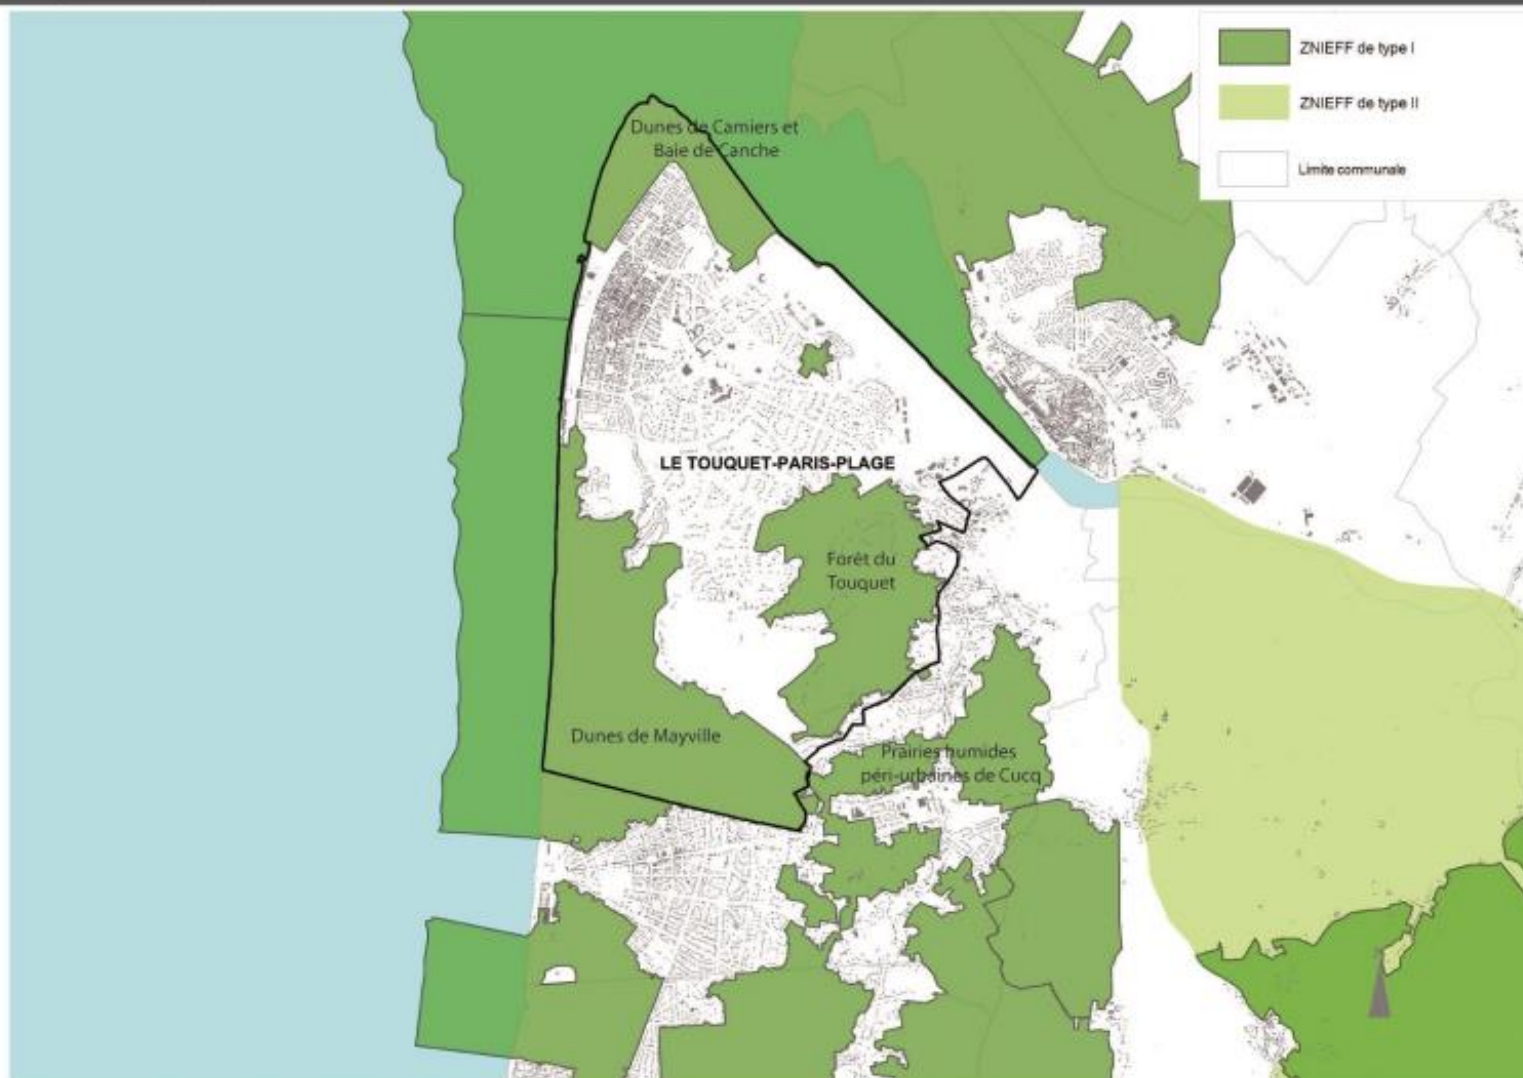 ZNIEFF de type I
ZNIEFF de type II
Limite communale
Dunes de Camiers et
Baie de Canche
LE TOUQUET-PARIS-PLAGE
Forêt du
Touquet
Dunes de Mayville
Prairies humides
péri-urbaines de Cucq